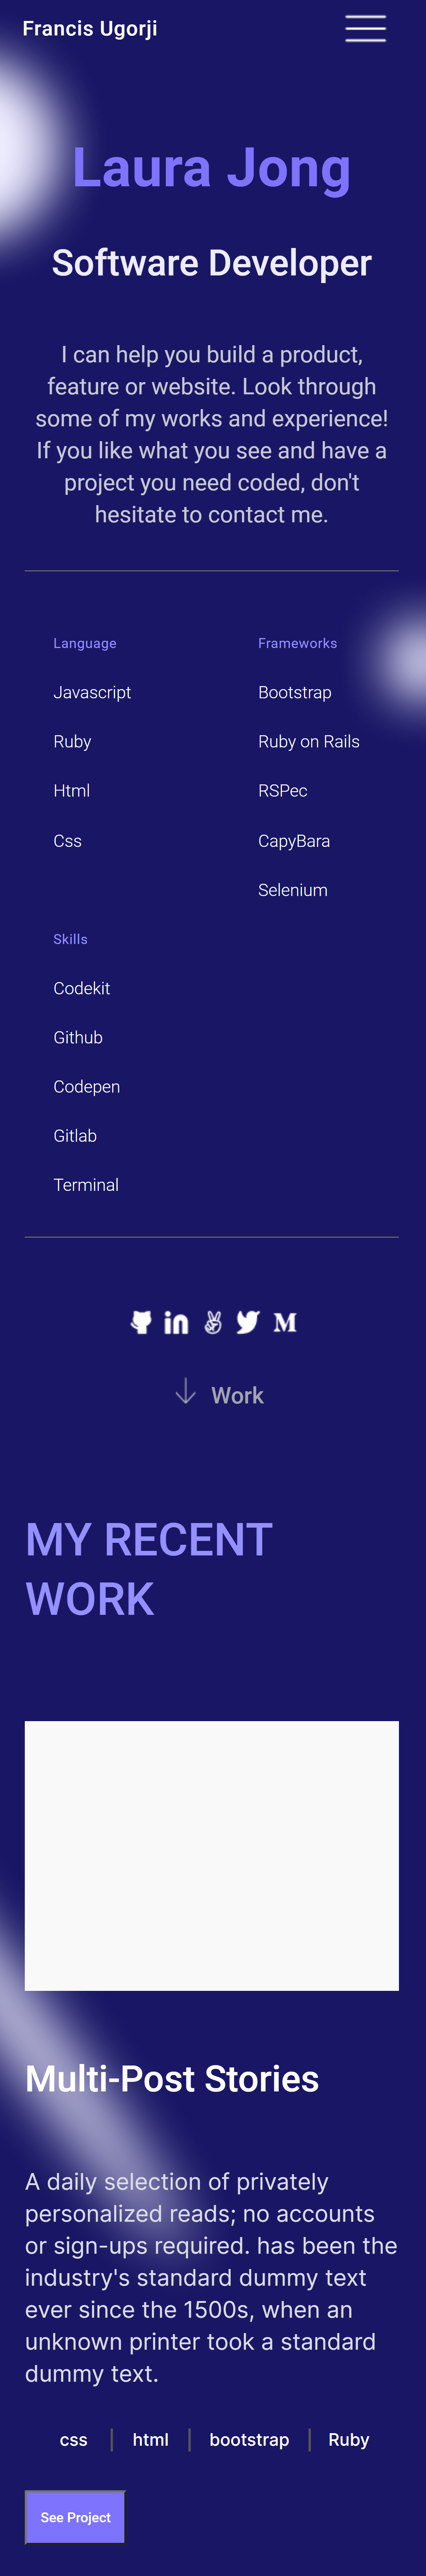 Francis Ugorji
Laura Jong
Software Developer
I can help you build a product,
feature or website. Look through
some of my works and experience!
If you like what you see and have a
project you need coded, don't
hesitate to contact me.
Language
Javascript
Ruby
Html
Css
Frameworks
Bootstrap
Ruby on Rails
RSPec
CapyBara
Selenium
Skills
Codekit
Github
Codepen
Gitlab
Terminal
Work
MY RECENT
WORK
Multi-Post Stories
A daily selection of privately
personalized reads; no accounts
or sign-ups required. has been the
industry's standard dummy text
ever since the 1500s, when an
unknown printer took a standard
dummy text.
css | html | bootstrap | Ruby
See Project